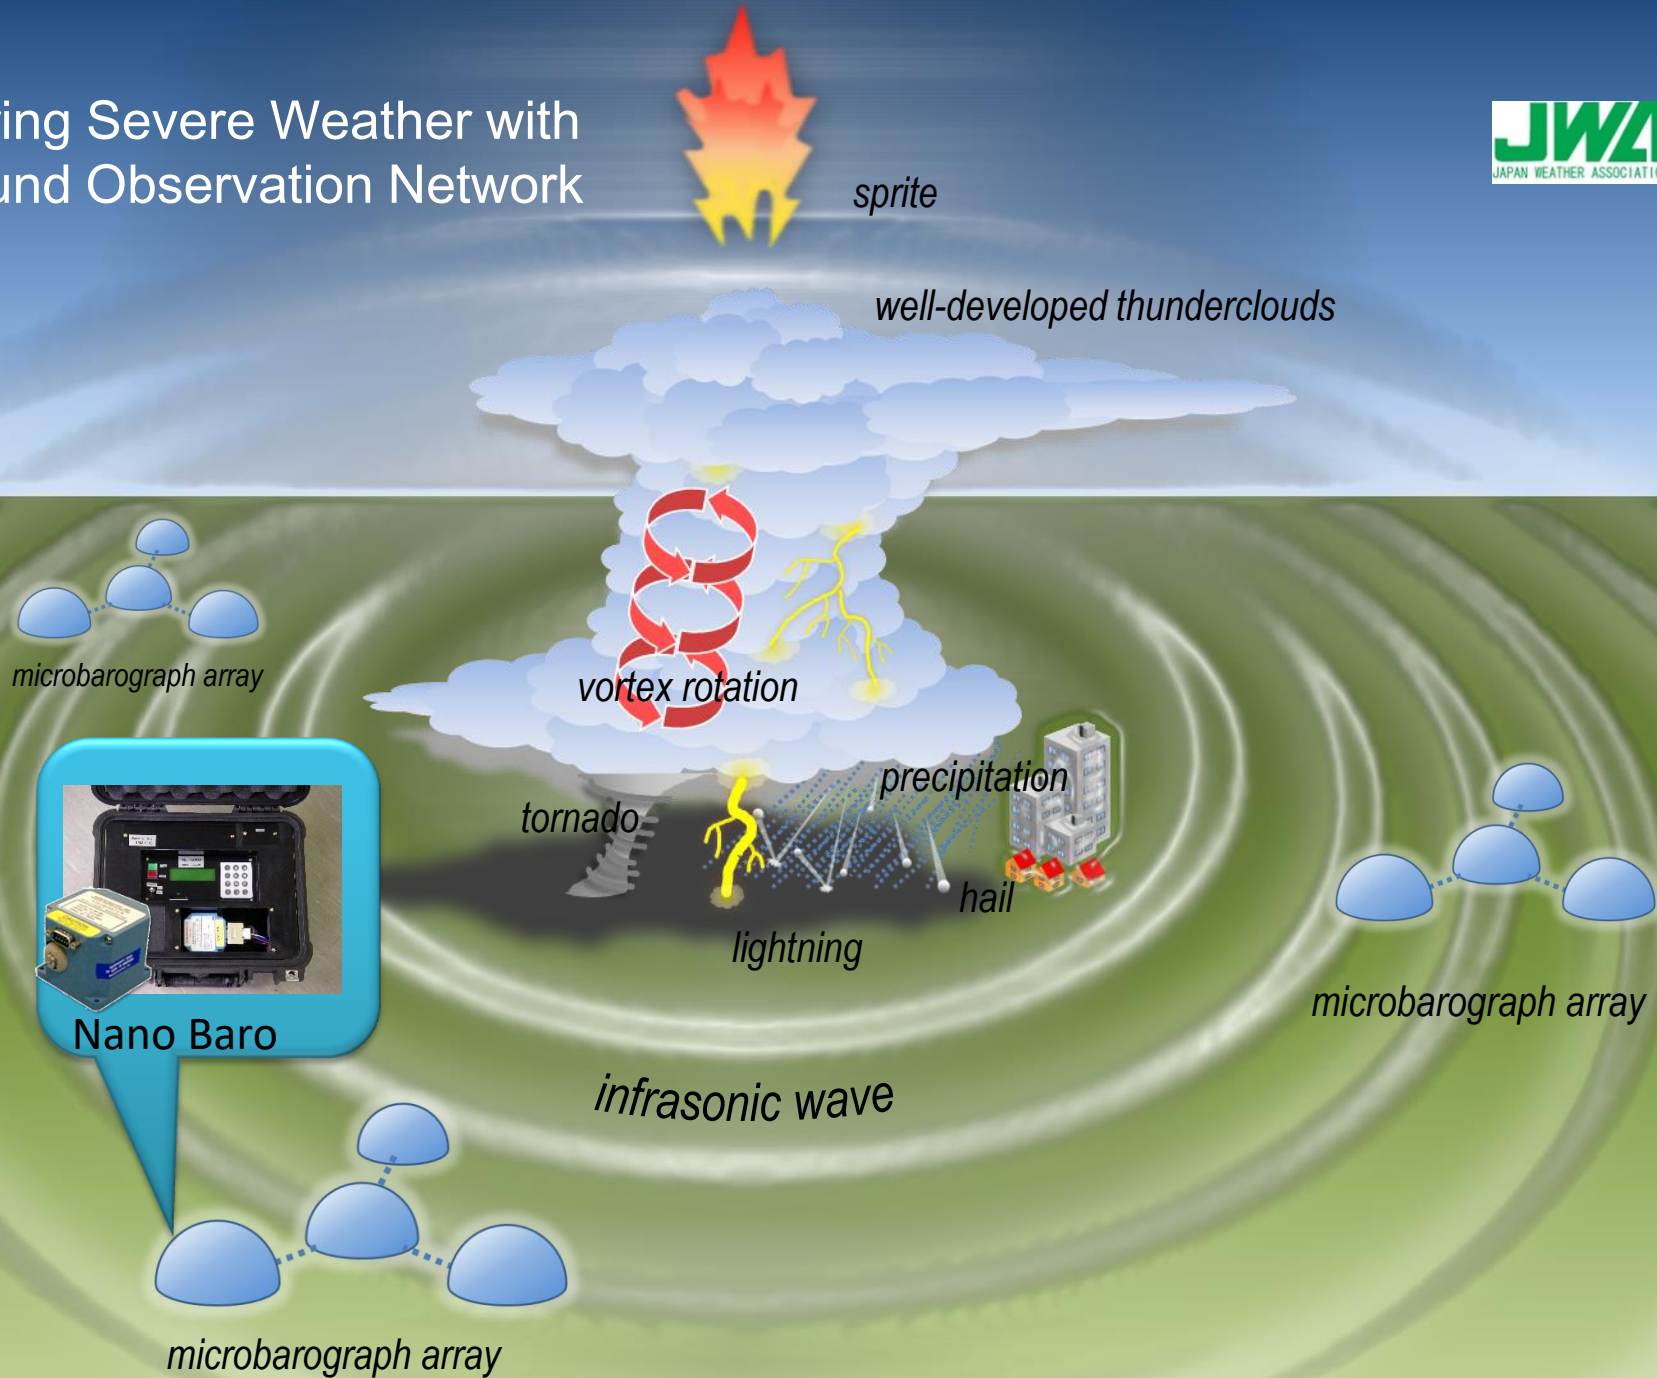 ing Severe Weather with
und Observation Network
JWA
JAPAN WEATHER ASSOCIATIO
sprite
well-developed thunderclouds
microbarograph array
vortex rotation
precipitation
tornado
hail
lightning
microbarograph array
Nano Baro
infrasonic wave
microbarograph array